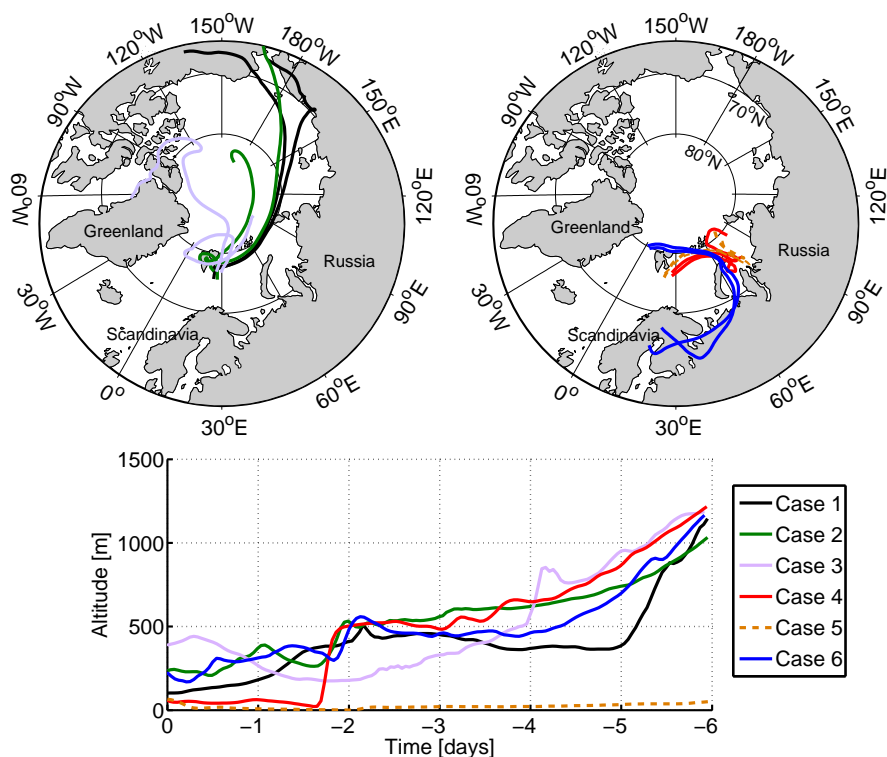 150°W
180°W
120°W
150°E
90°W
60°W
120°E
Greenland
Russia
30°W
90°E
Scandinavia
0°
60°E
30°E
150°W
180°W
120°W
150°E
70°N
90°W
80°N
60°W
120°E
Greenland
Russia
30°W
90°E
Scandinavia
0°
60°E
30°E
1500
1000
500
0
Altitude [m]
0 −1 −2 −3 −4 −5 −6
Time [days]
Case 1
Case 2
Case 3
Case 4
Case 5
Case 6